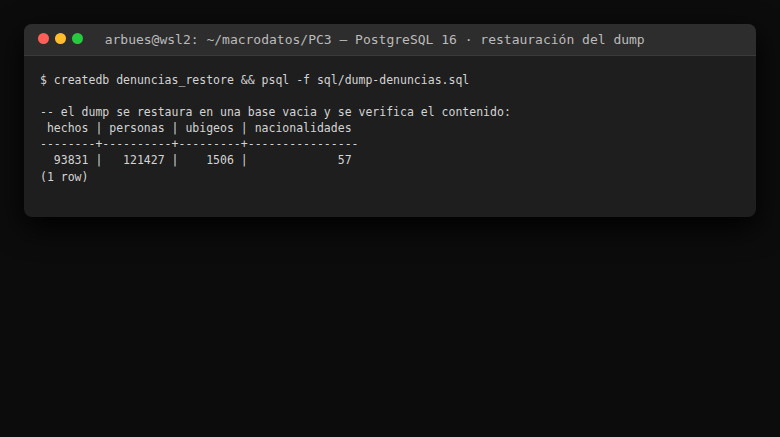 arbues@wsl2: ~/macrodatos/PC3 — PostgreSQL 16 · restauración del dump
$ createdb denuncias_restore && psql -f sql/dump-denuncias.sql
-- el dump se restaura en una base vacia y se verifica el contenido:
 hechos | personas | ubigeos | nacionalidades
--------+----------+---------+----------------
  93831 |   121427 |    1506 |             57
(1 row)